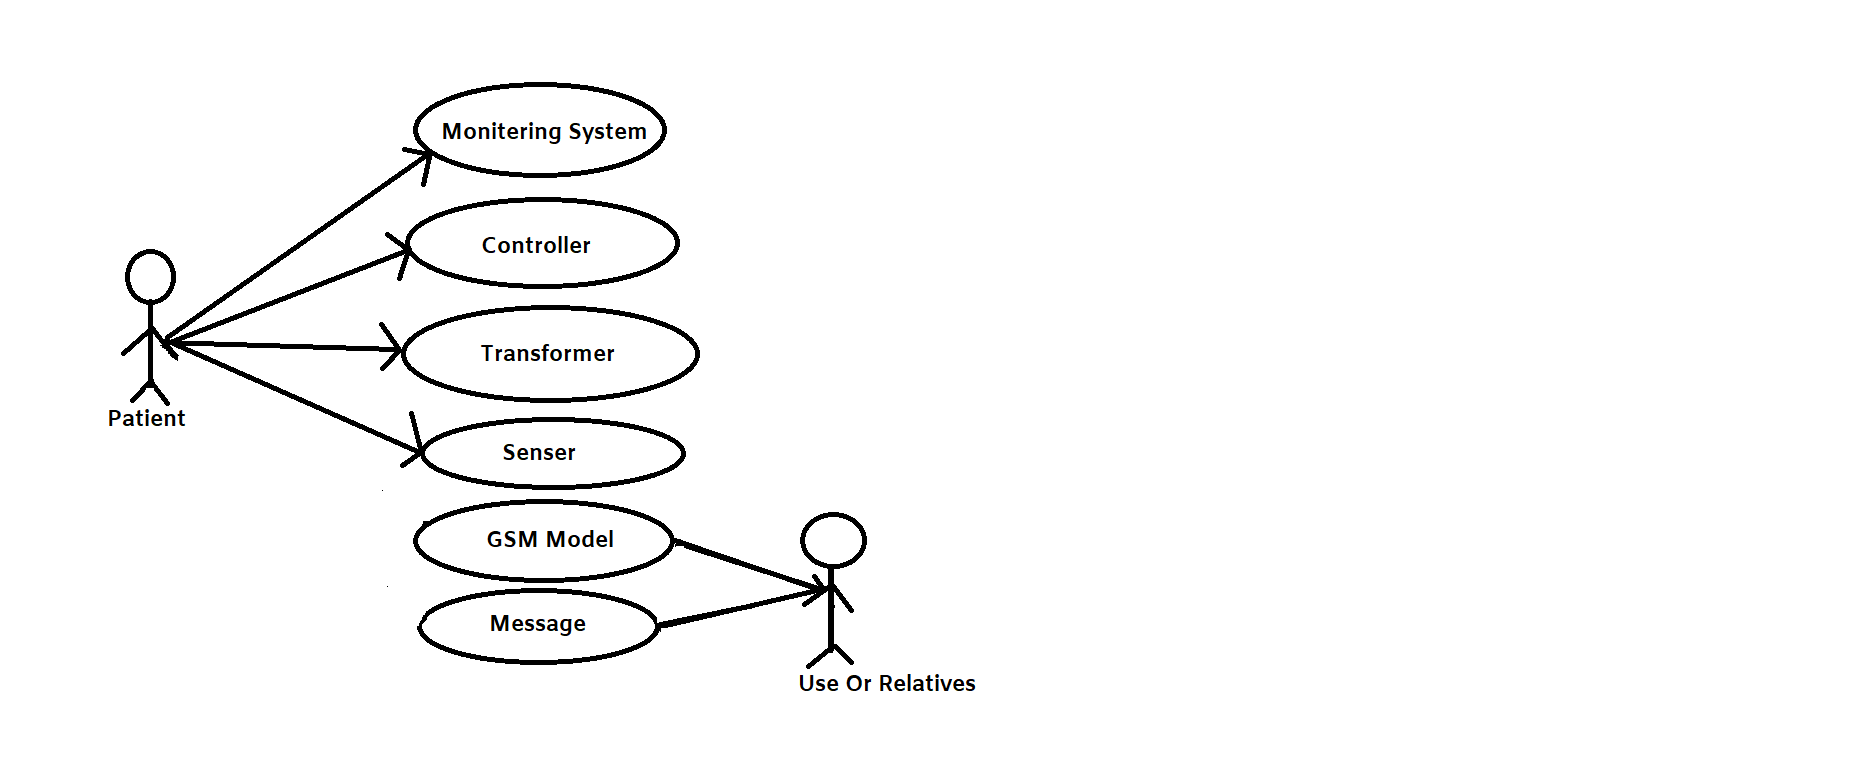 Monitering System
Controller
Transformer
Patient
Senser
GSM Model
Message
Use Or Relatives